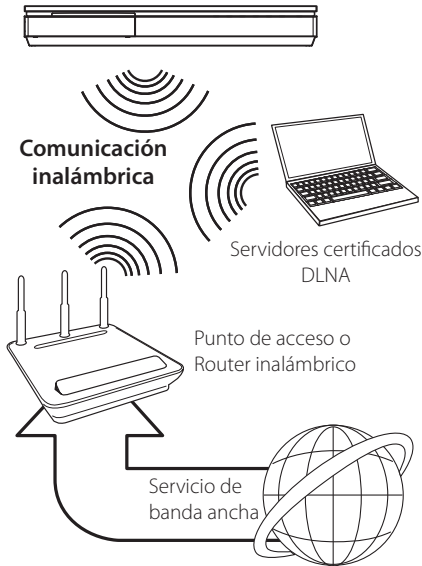 Comunicación
inalámbrica
Servidores certificados
DLNA
Punto de acceso o
Router inalámbrico
Servicio de
banda ancha